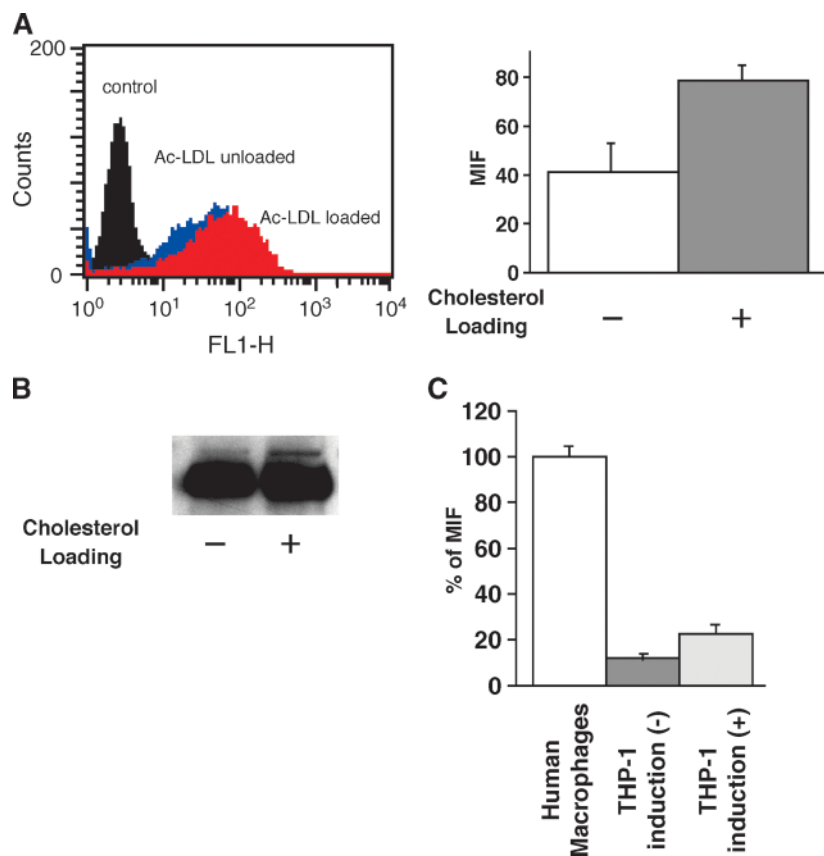 A
200
Counts
0
control
Ac-LDL unloaded
Ac-LDL loaded
10^0 10^1 10^2 10^3 10^4
FL1-H
MIF
80
60
40
20
0
Cholesterol
Loading
− +
B
Cholesterol
Loading
− +
C
% of MIF
120
100
80
60
40
20
0
Human
Macrophages
THP-1
induction (-)
THP-1
induction (+)